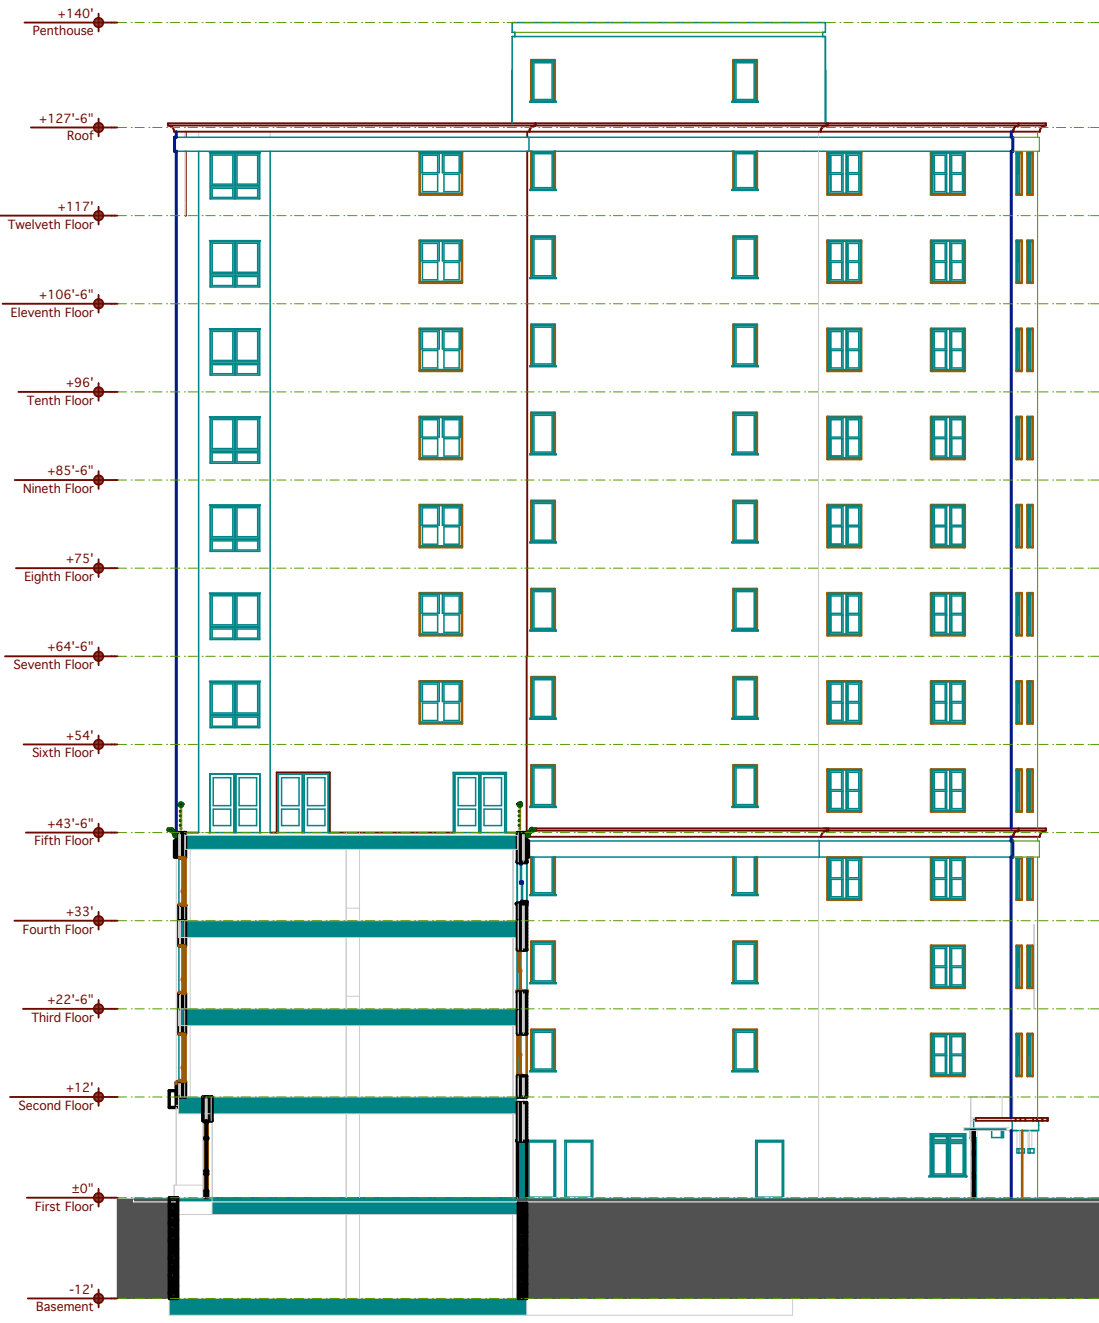 +140'
Penthouse
+127'-6"
Roof
+117'
Twelveth Floor
+106'-6"
Eleventh Floor
+96'
Tenth Floor
+85'-6"
Nineth Floor
+75'
Eighth Floor
+64'-6"
Seventh Floor
+54'
Sixth Floor
+43'-6"
Fifth Floor
+33'
Fourth Floor
+22'-6"
Third Floor
+12'
Second Floor
±0"
First Floor
-12'
Basement